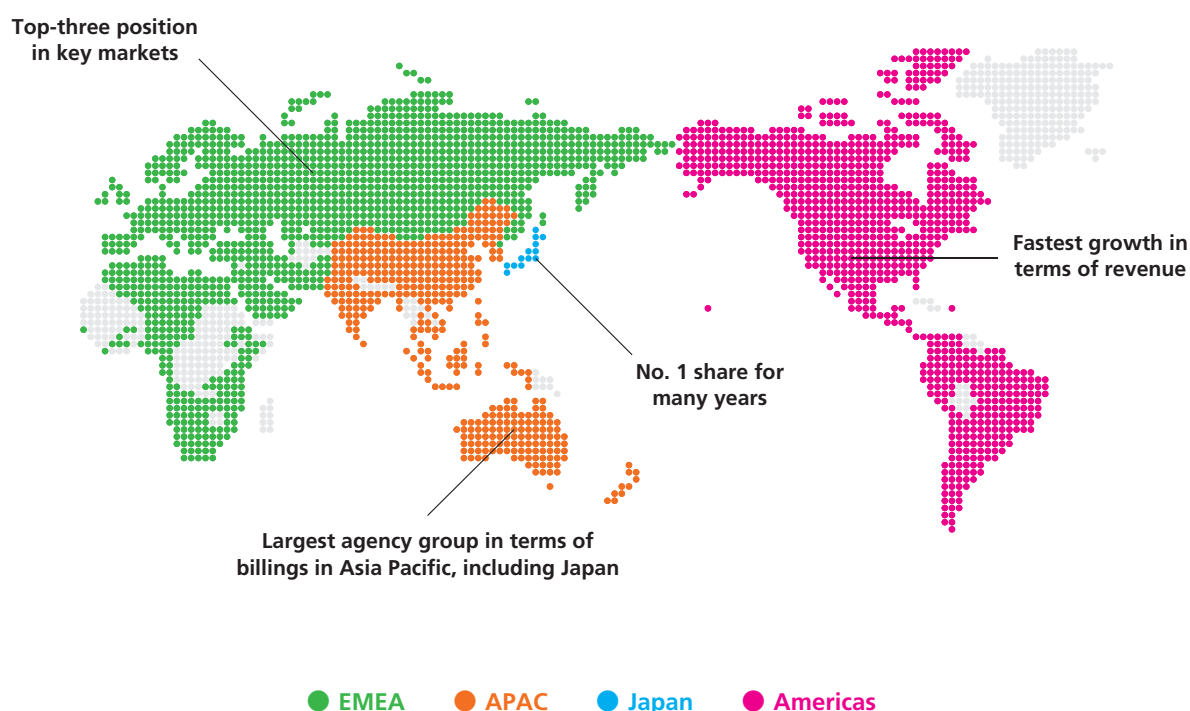 Top-three position
in key markets
Fastest growth in
terms of revenue
No. 1 share for
many years
Largest agency group in terms of
billings in Asia Pacific, including Japan
EMEA
APAC
Japan
Americas